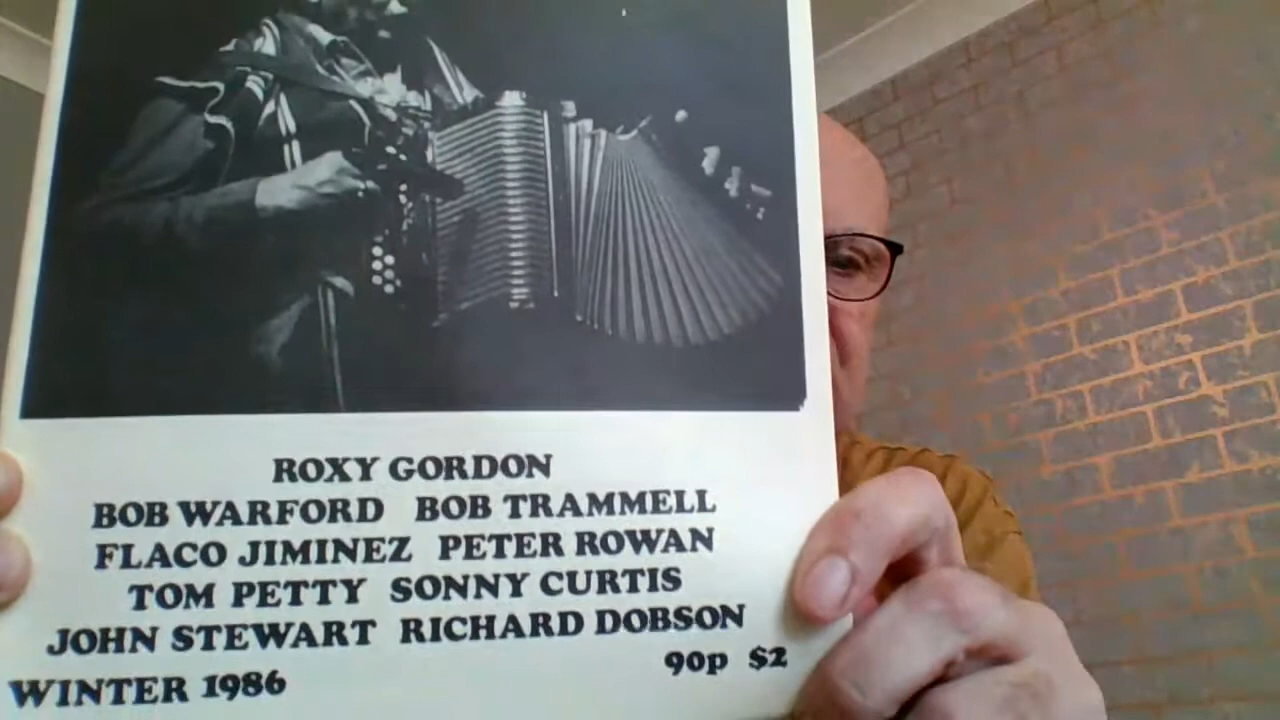 ROXY GORDON
BOB WARFORD BOB TRAMMELL
FLACO JIMINEZ PETER ROWAN
TOM PETTY SONNY CURTIS
JOHN STEWART RICHARD DOBSON
90p $2
WINTER 1986